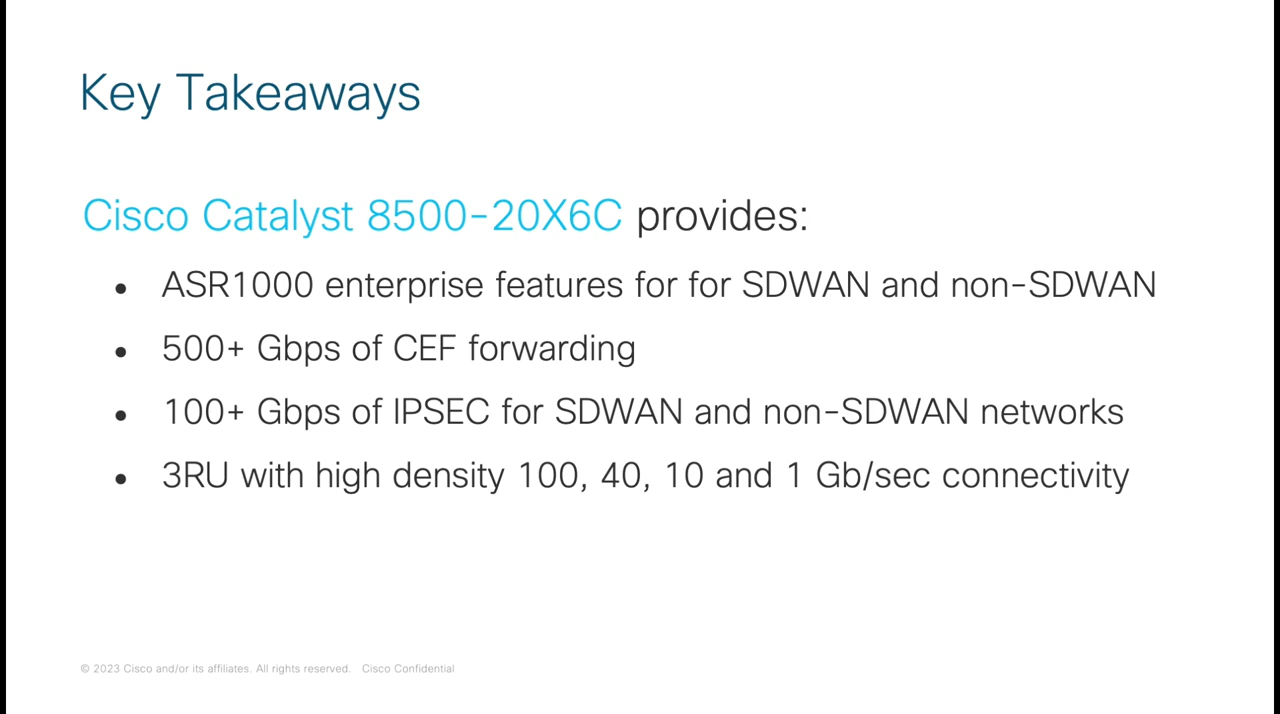 Key Takeaways
Cisco Catalyst 8500-20X6C provides:
• ASR1000 enterprise features for for SDWAN and non-SDWAN
• 500+ Gbps of CEF forwarding
• 100+ Gbps of IPSEC for SDWAN and non-SDWAN networks
• 3RU with high density 100, 40, 10 and 1 Gb/sec connectivity
© 2023 Cisco and/or its affiliates. All rights reserved. Cisco Confidential